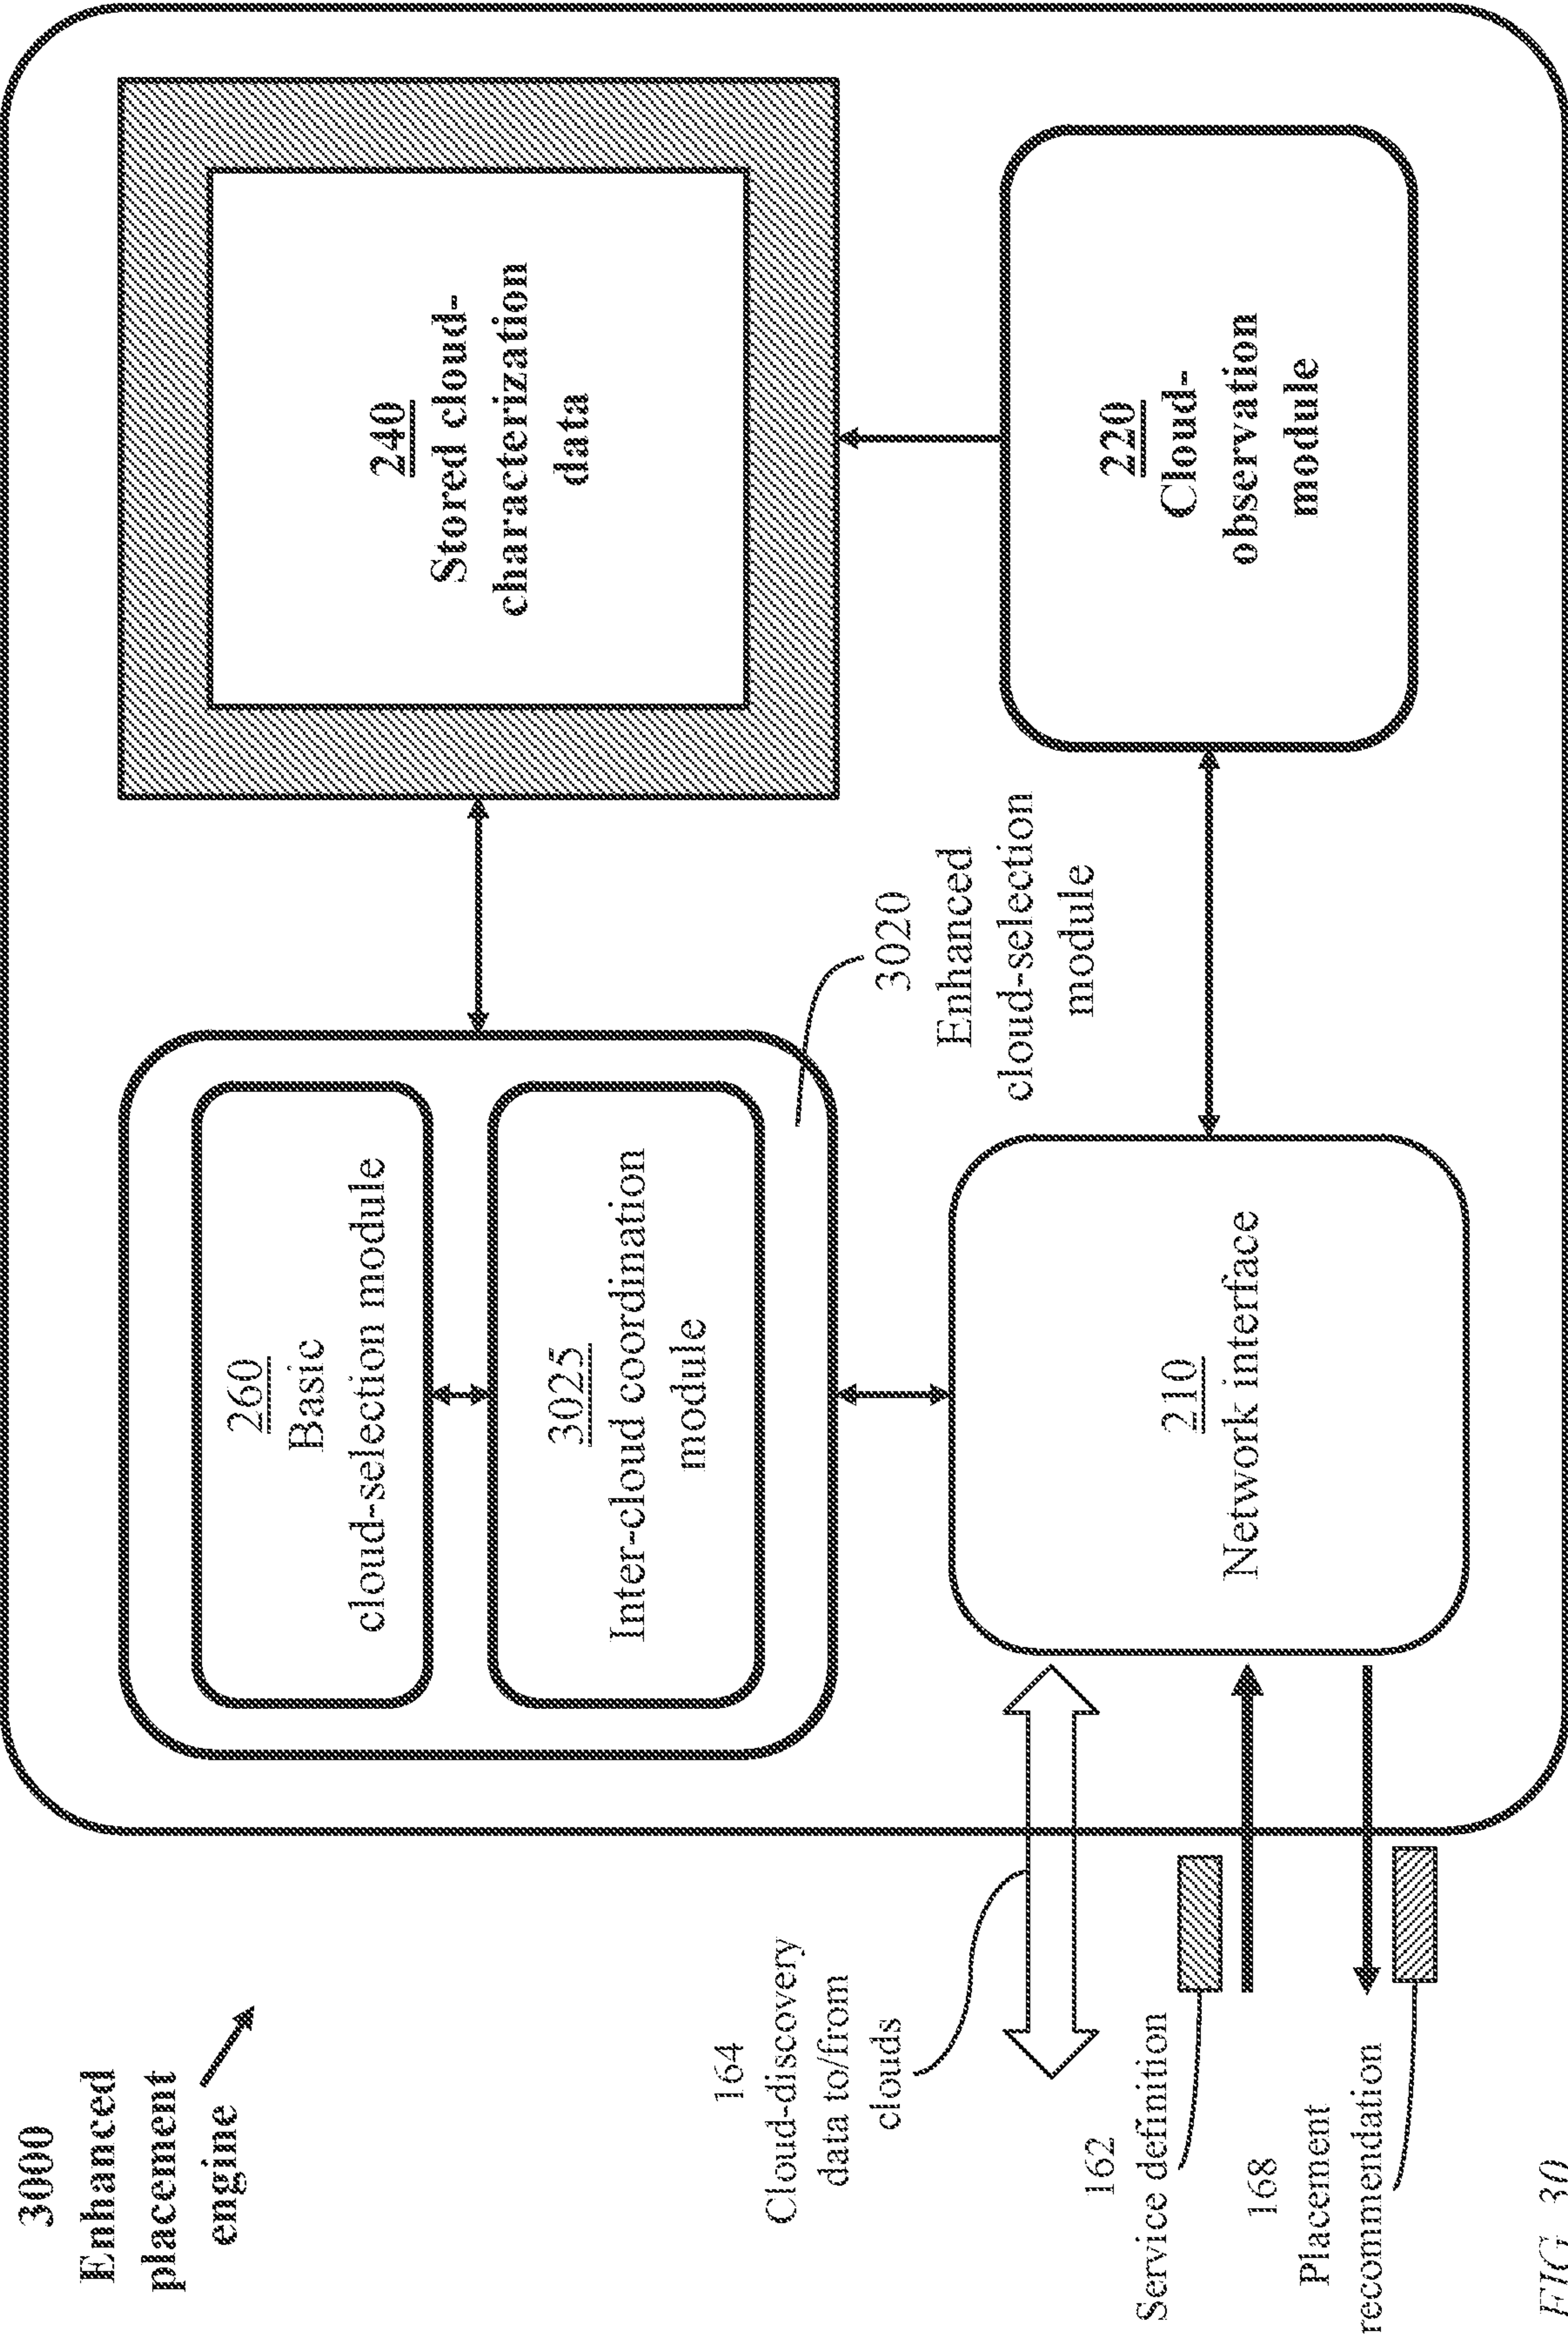 3000
Enhanced
placement
engine
260
Basic
cloud-selection module
3025
Inter-cloud coordination
module
240
Stored cloud-
characterization
data
3020
Enhanced
cloud-selection
module
164
Cloud-discovery
data to/from
clouds
162
Service definition
168
Placement
recommendation
210
Network interface
220
Cloud-
observation
module
FIG. 30